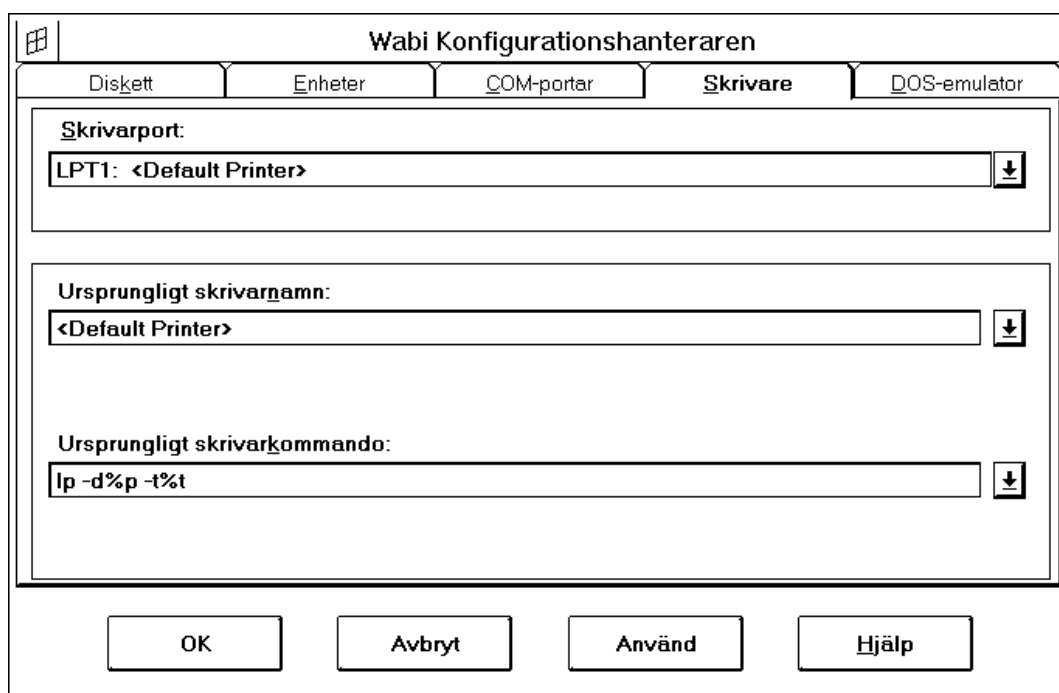 Wabi Konfigurationshanteraren
Diskett Enheter COM-portar Skrivare DOS-emulator
Skrivarport:
LPT1: <Default Printer>
Ursprungligt skrivarnamn:
<Default Printer>
Ursprungligt skrivarkommando:
lp -d%p -t%t
OK Avbryt Använd Hjälp